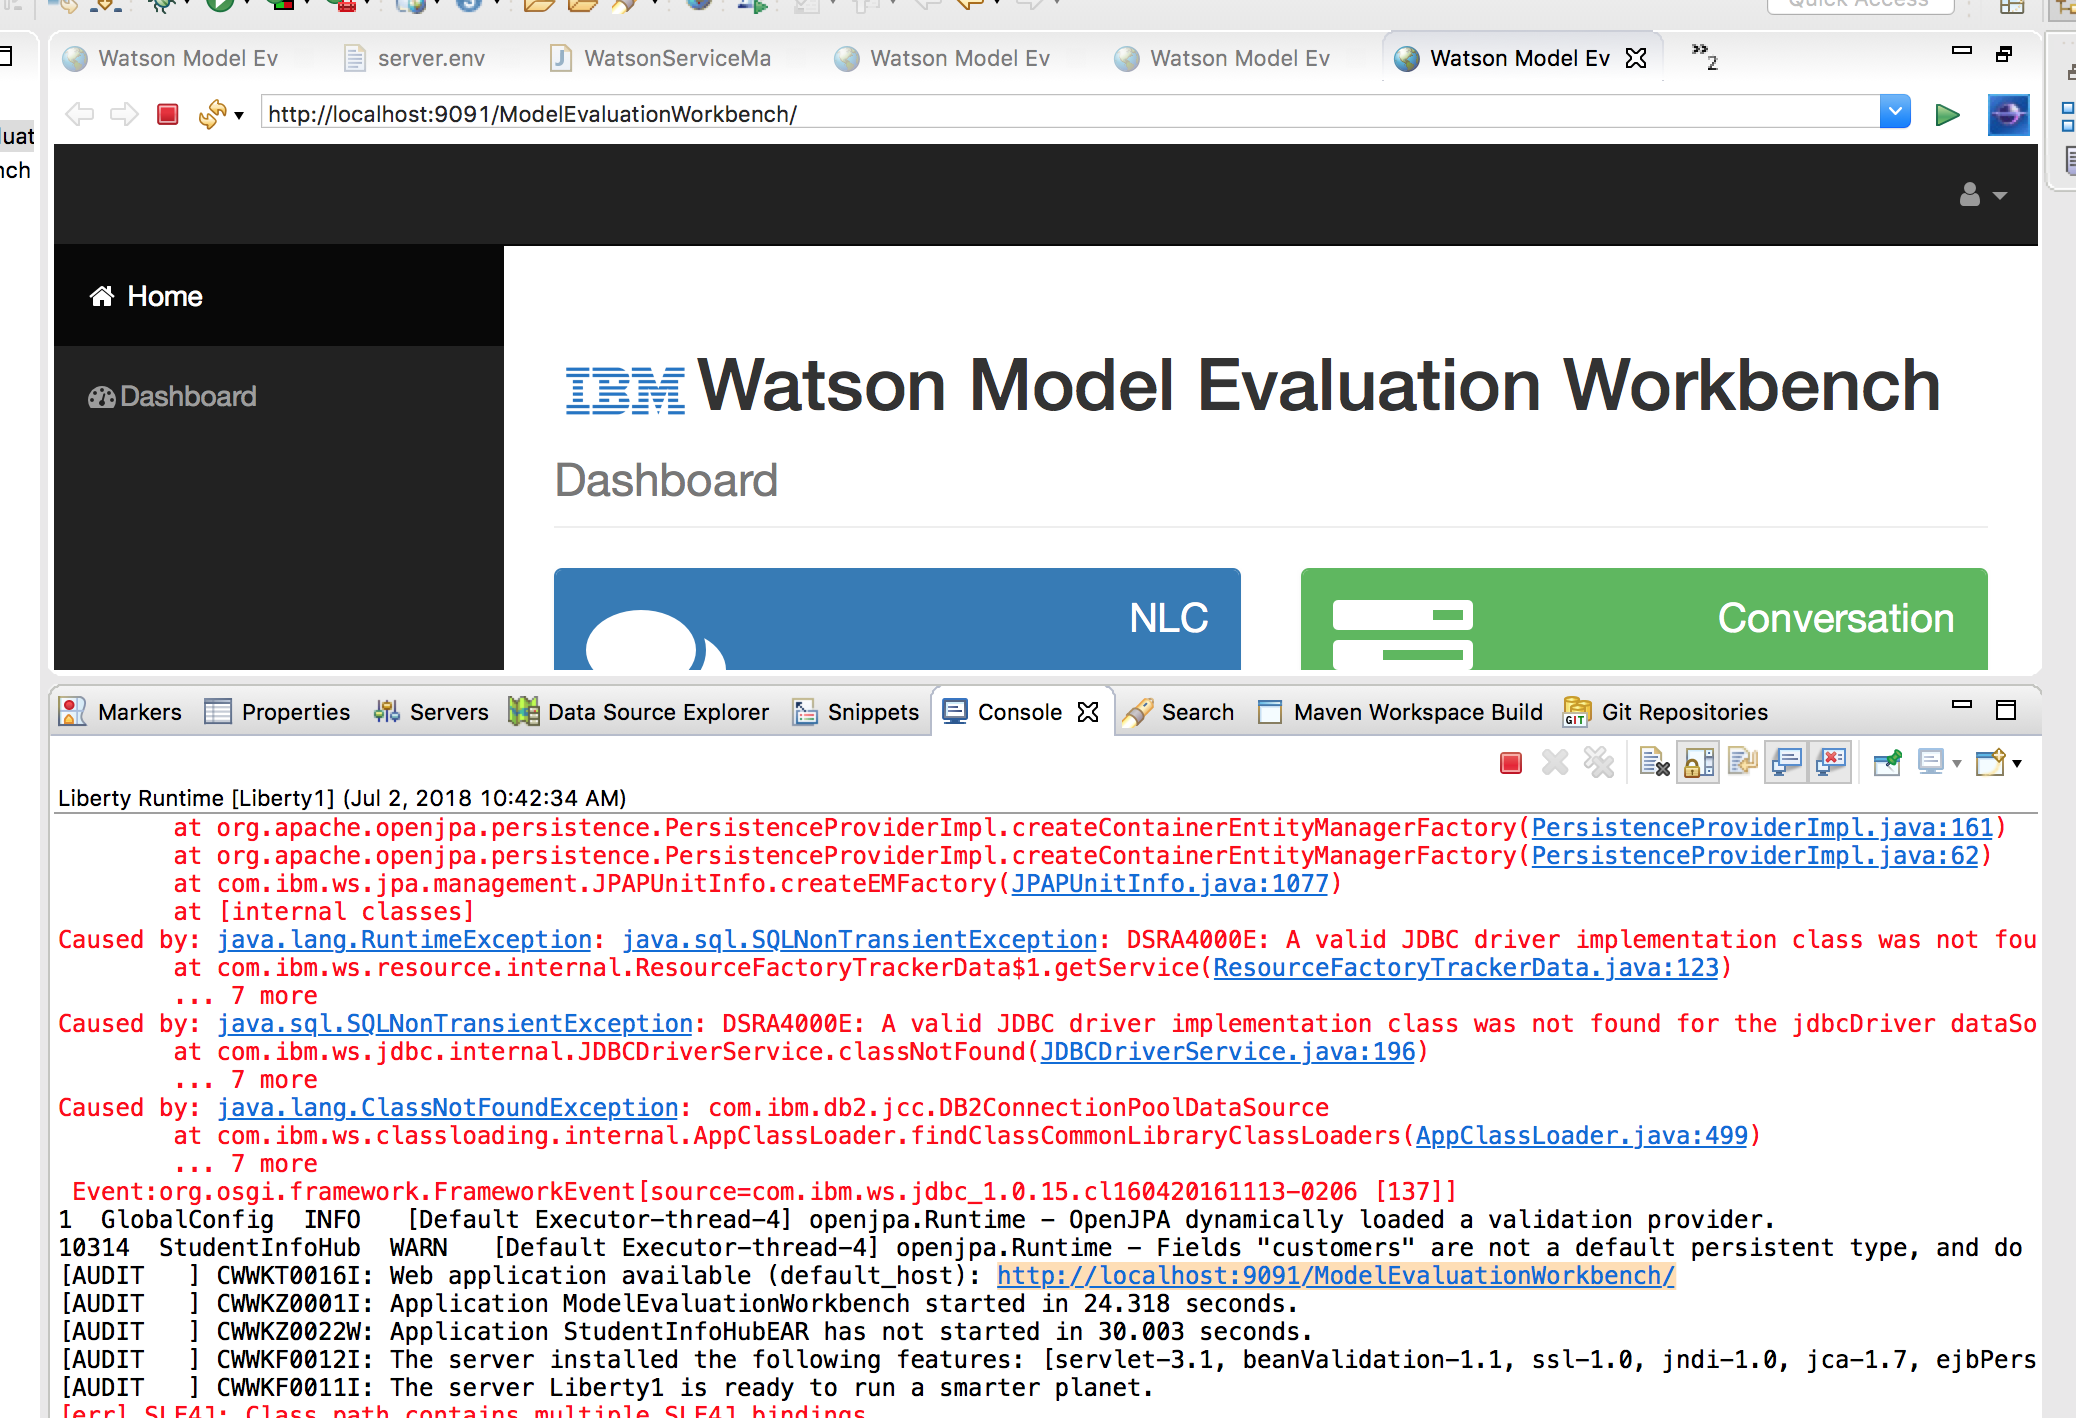 Quick Access
Watson Model Ev server.env WatsonServiceMa Watson Model Ev Watson Model Ev Watson Model Ev 2
http://localhost:9091/ModelEvaluationWorkbench/
luat
nch
Home
Dashboard
IBM Watson Model Evaluation Workbench
Dashboard
NLC Conversation
Markers Properties Servers Data Source Explorer Snippets Console Search Maven Workspace Build Git Repositories
Liberty Runtime [Liberty1] (Jul 2, 2018 10:42:34 AM)
at org.apache.openjpa.persistence.PersistenceProviderImpl.createContainerEntityManagerFactory(PersistenceProviderImpl.java:161)
at org.apache.openjpa.persistence.PersistenceProviderImpl.createContainerEntityManagerFactory(PersistenceProviderImpl.java:62)
at com.ibm.ws.jpa.management.JPAPUnitInfo.createEMFactory(JPAPUnitInfo.java:1077)
at [internal classes]
Caused by: java.lang.RuntimeException: java.sql.SQLNonTransientException: DSRA4000E: A valid JDBC driver implementation class was not fou
at com.ibm.ws.resource.internal.ResourceFactoryTrackerData$1.getService(ResourceFactoryTrackerData.java:123)
... 7 more
Caused by: java.sql.SQLNonTransientException: DSRA4000E: A valid JDBC driver implementation class was not found for the jdbcDriver dataSo
at com.ibm.ws.jdbc.internal.JDBCDriverService.classNotFound(JDBCDriverService.java:196)
... 7 more
Caused by: java.lang.ClassNotFoundException: com.ibm.db2.jcc.DB2ConnectionPoolDataSource
at com.ibm.ws.classloading.internal.AppClassLoader.findClassCommonLibraryClassLoaders(AppClassLoader.java:499)
... 7 more
Event:org.osgi.framework.FrameworkEvent[source=com.ibm.ws.jdbc_1.0.15.cl160420161113-0206 [137]]
1 GlobalConfig INFO [Default Executor-thread-4] openjpa.Runtime - OpenJPA dynamically loaded a validation provider.
10314 StudentInfoHub WARN [Default Executor-thread-4] openjpa.Runtime - Fields "customers" are not a default persistent type, and do
[AUDIT ] CWWKT0016I: Web application available (default_host): http://localhost:9091/ModelEvaluationWorkbench/
[AUDIT ] CWWKZ0001I: Application ModelEvaluationWorkbench started in 24.318 seconds.
[AUDIT ] CWWKZ0022W: Application StudentInfoHubEAR has not started in 30.003 seconds.
[AUDIT ] CWWKF0012I: The server installed the following features: [servlet-3.1, beanValidation-1.1, ssl-1.0, jndi-1.0, jca-1.7, ejbPers
[AUDIT ] CWWKF0011I: The server Liberty1 is ready to run a smarter planet.
[err] SLF4J: Class path contains multiple SLF4J bindings